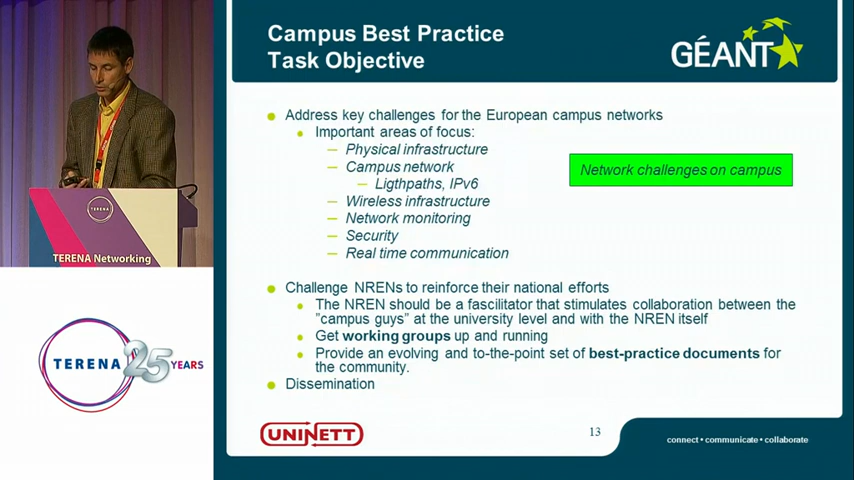 Campus Best Practice
Task Objective
GÉANT
Address key challenges for the European campus networks
Important areas of focus:
– Physical infrastructure
– Campus network
– Ligthpaths, IPv6
– Wireless infrastructure
– Network monitoring
– Security
– Real time communication
Network challenges on campus
Challenge NRENs to reinforce their national efforts
The NREN should be a fascilitator that stimulates collaboration between the
"campus guys" at the university level and with the NREN itself
Get working groups up and running
Provide an evolving and to-the-point set of best-practice documents for
the community.
Dissemination
UNINETT
13
connect • communicate • collaborate
TERENA
TERENA Networking
TERENA 25 YEARS